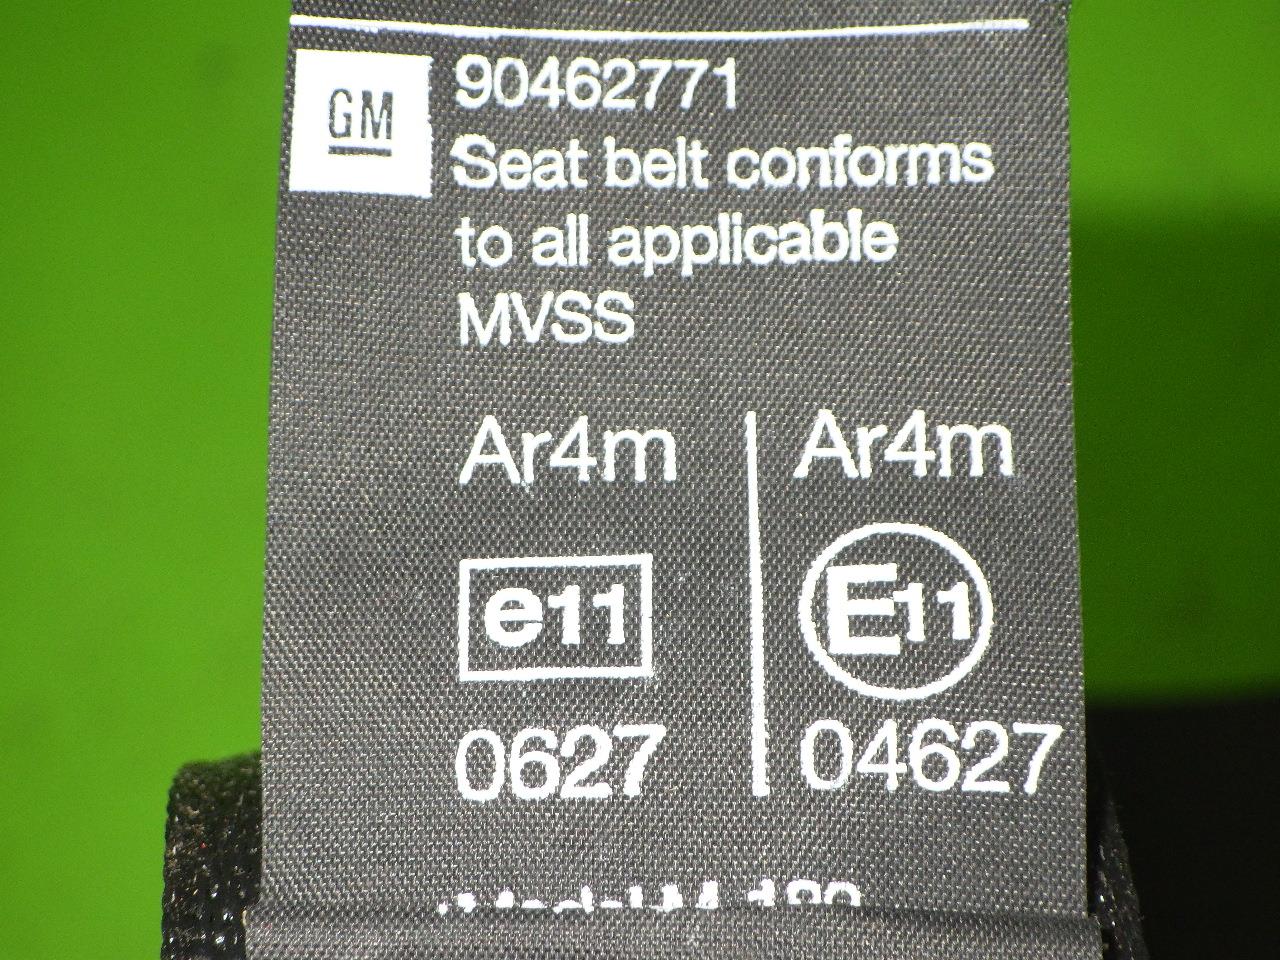 GM
90462771
Seat belt conforms
to all applicable
MVSS
Ar4m
e11
0627
Ar4m
E11
04627